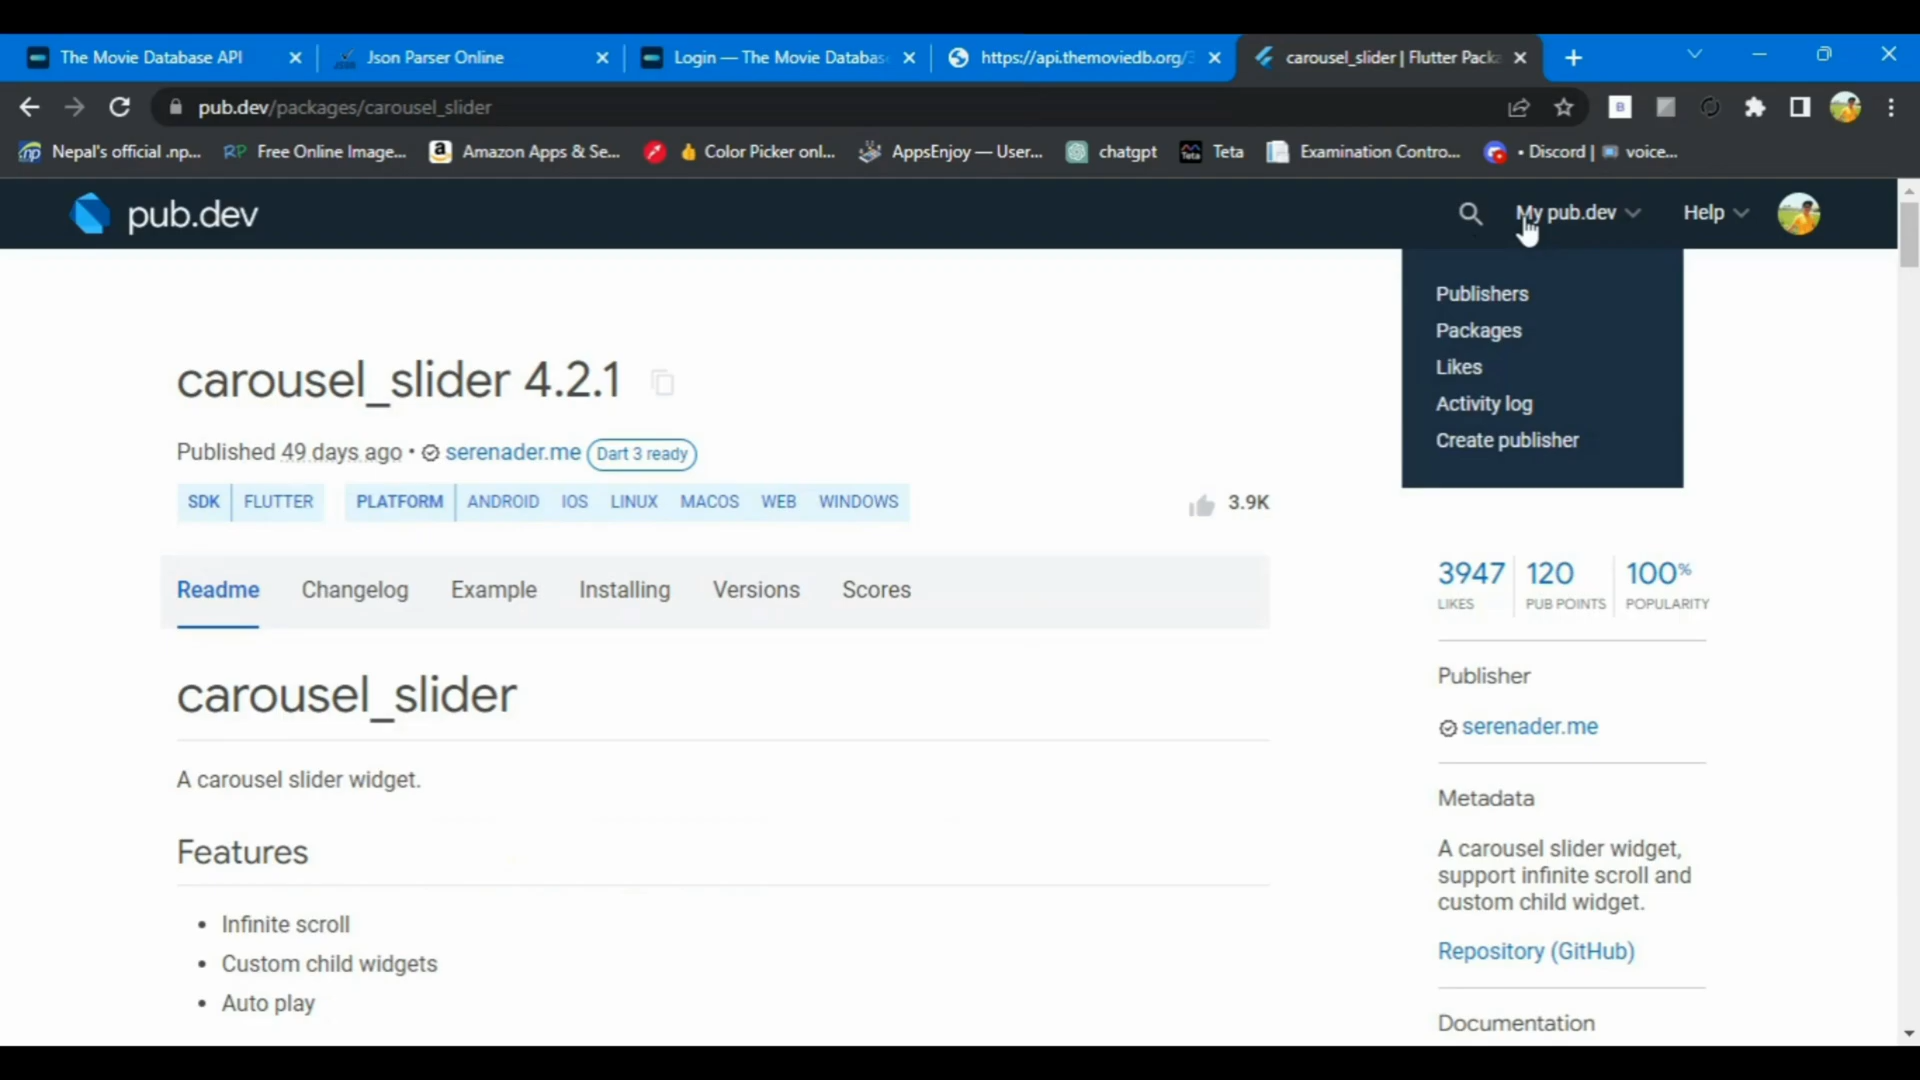 The Movie Database API
Json Parser Online
Login — The Movie Databas
https://api.themoviedb.org/3
carousel_slider | Flutter Packa
pub.dev/packages/carousel_slider
Nepal's official .np...
RP Free Online Image...
Amazon Apps & Se...
Color Picker onl...
AppsEnjoy — User...
chatgpt
Teta
Examination Contro...
• Discord | voice...
pub.dev
My pub.dev
Help
Publishers
Packages
Likes
Activity log
Create publisher
carousel_slider 4.2.1
Published 49 days ago • serenader.me Dart 3 ready
SDK FLUTTER PLATFORM ANDROID IOS LINUX MACOS WEB WINDOWS
3.9K
3947 LIKES
120 PUB POINTS
100% POPULARITY
Readme Changelog Example Installing Versions Scores
carousel_slider
A carousel slider widget.
Features
• Infinite scroll
• Custom child widgets
• Auto play
Publisher
serenader.me
Metadata
A carousel slider widget,
support infinite scroll and
custom child widget.
Repository (GitHub)
Documentation